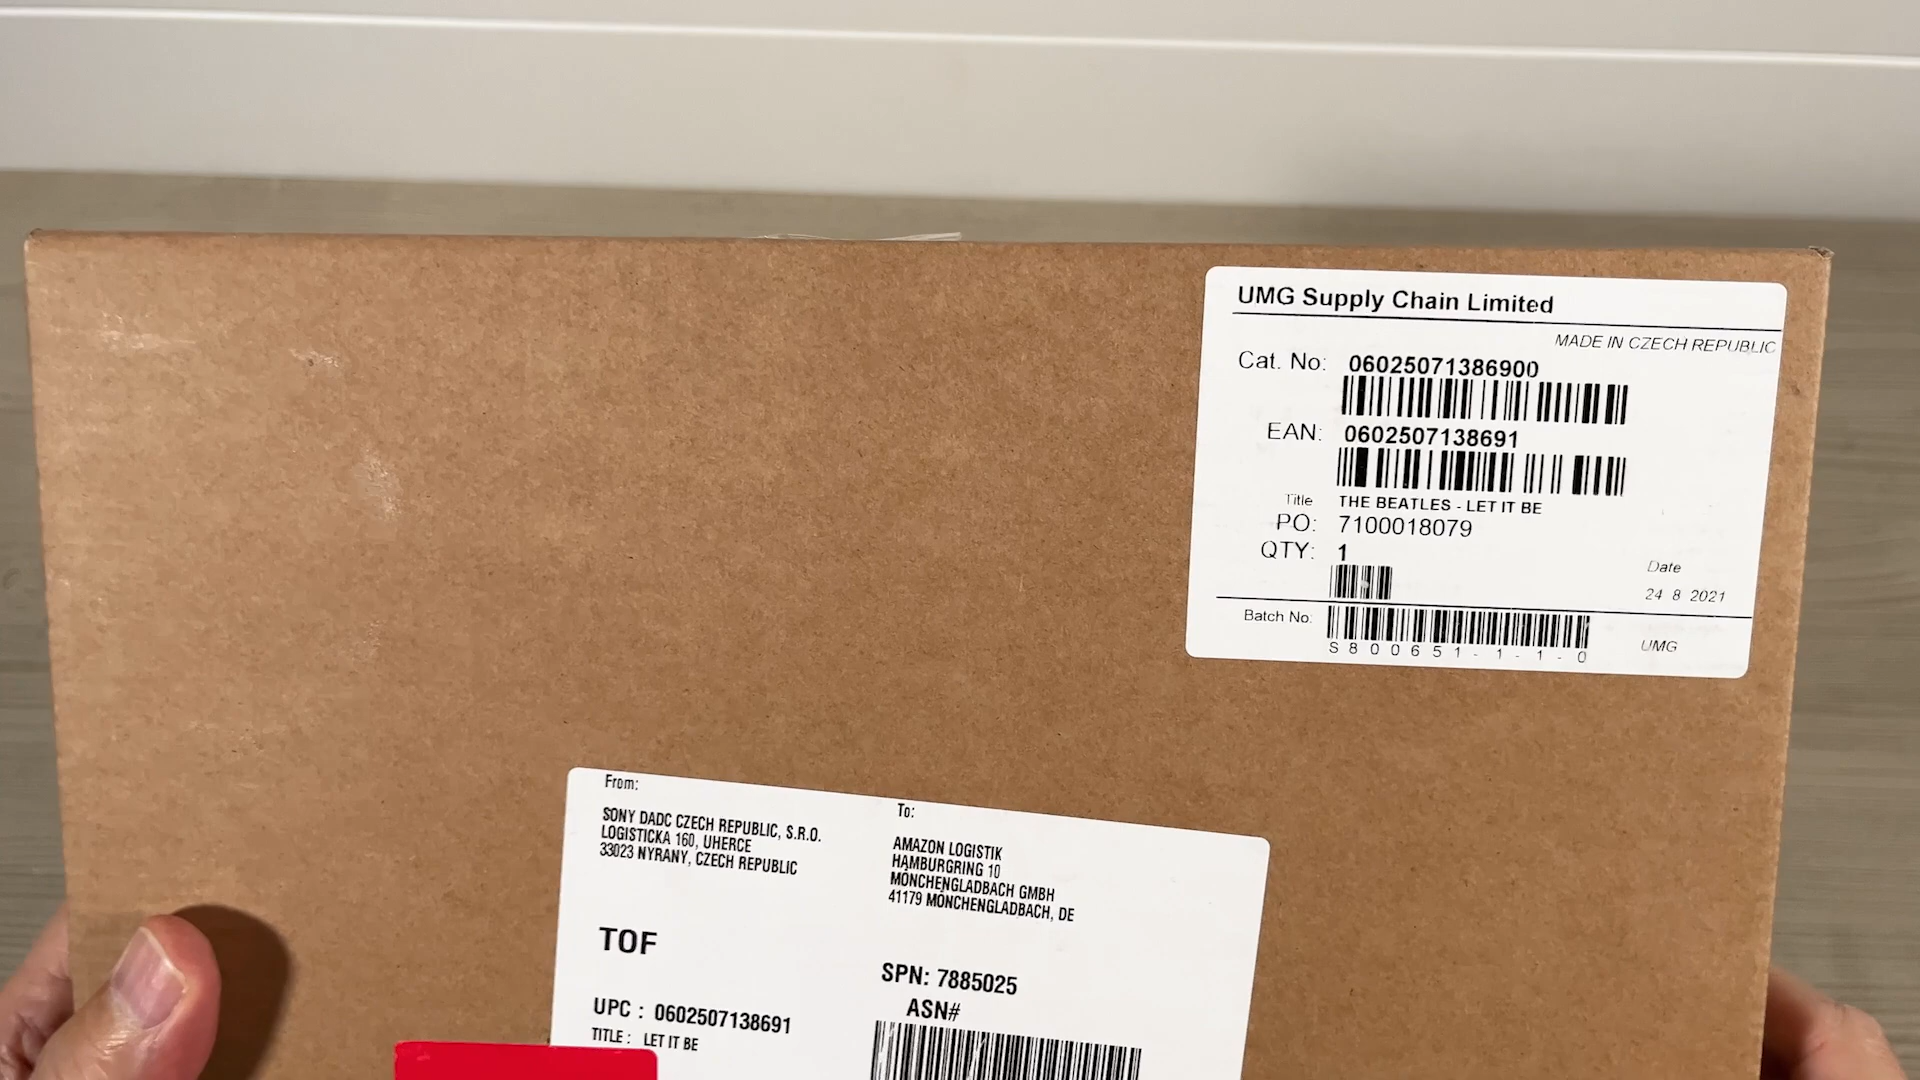 UMG Supply Chain Limited
MADE IN CZECH REPUBLIC
Cat. No: 06025071386900
EAN: 0602507138691
Title THE BEATLES - LET IT BE
PO: 7100018079
QTY: 1
Date
24 8 2021
Batch No:
S800651-1-1-0
UMG
From:
SONY DADC CZECH REPUBLIC, S.R.O.
LOGISTICKA 160, UHERCE
33023 NYRANY, CZECH REPUBLIC
To:
AMAZON LOGISTIK
HAMBURGRING 10
MÖNCHENGLADBACH GMBH
41179 MÖNCHENGLADBACH, DE
TOF
SPN: 7885025
ASN#
UPC : 0602507138691
TITLE : LET IT BE